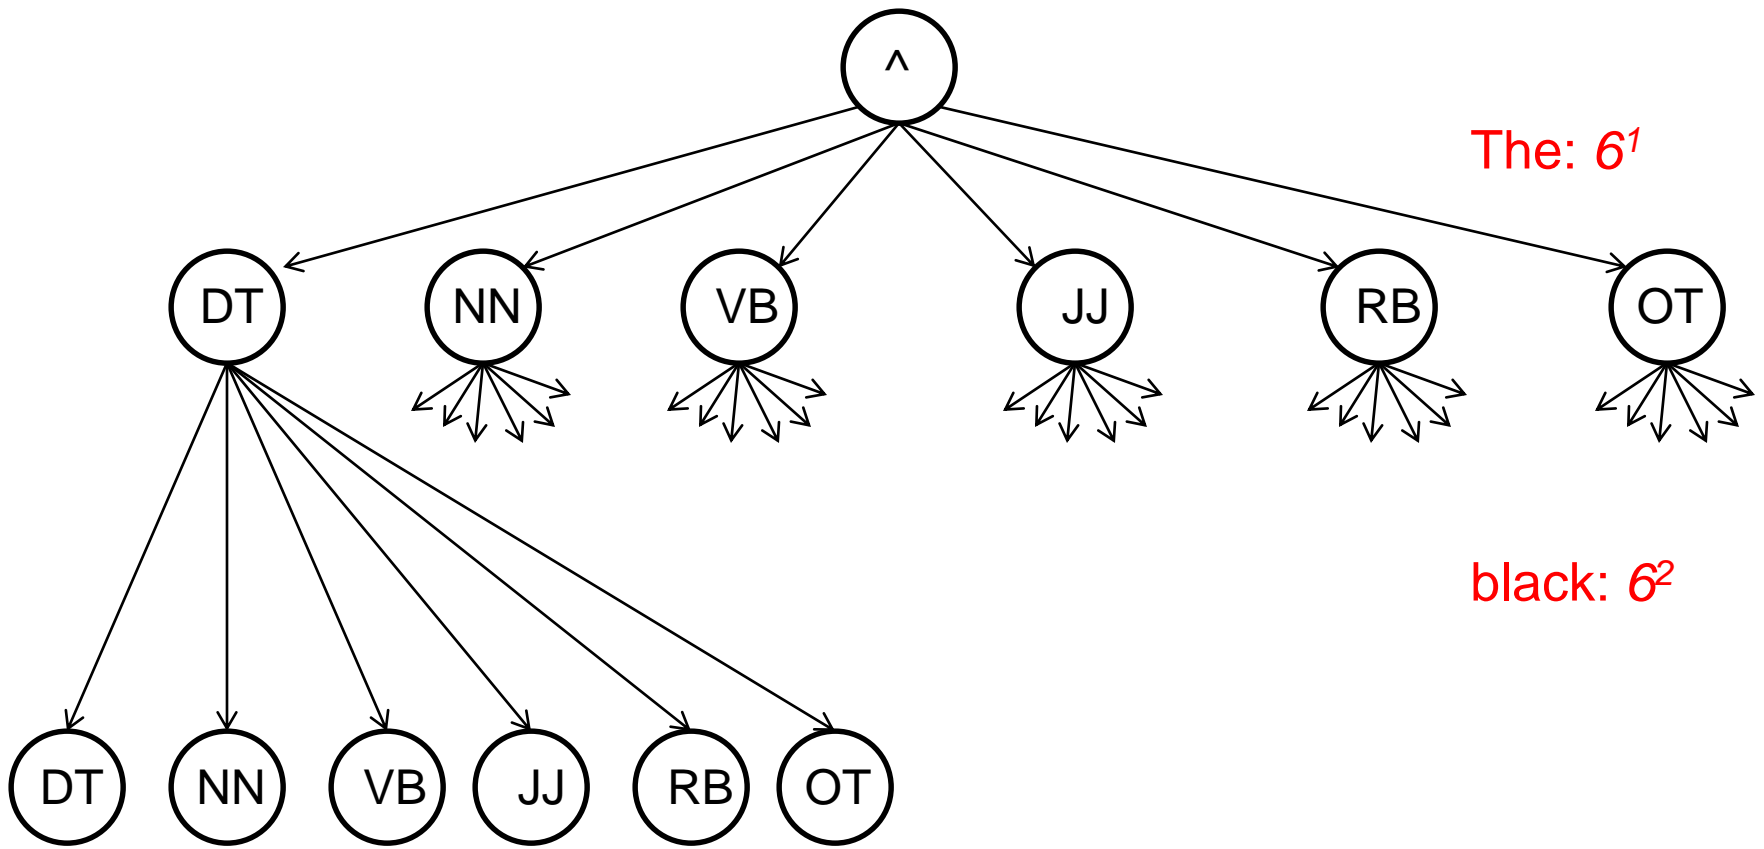 ^
The: 6¹
DT NN VB JJ RB OT
black: 6²
DT NN VB JJ RB OT